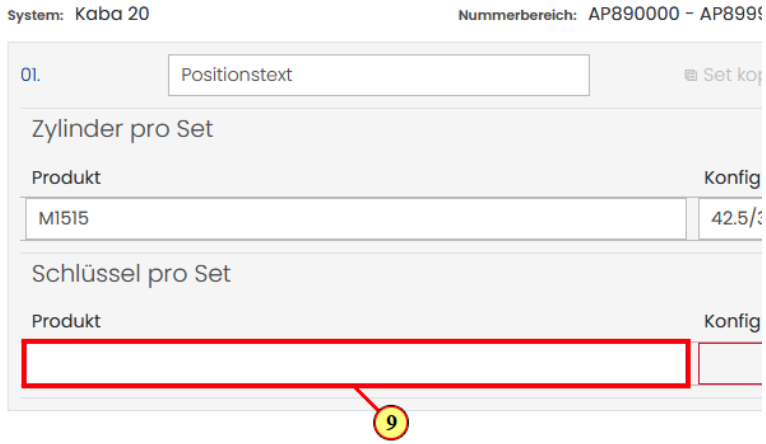 System: Kaba 20 Nummerbereich: AP890000 - AP8999
01. Positionstext Set kop
Zylinder pro Set
Produkt Konfig
M1515 42.5/3
Schlüssel pro Set
Produkt Konfig
9